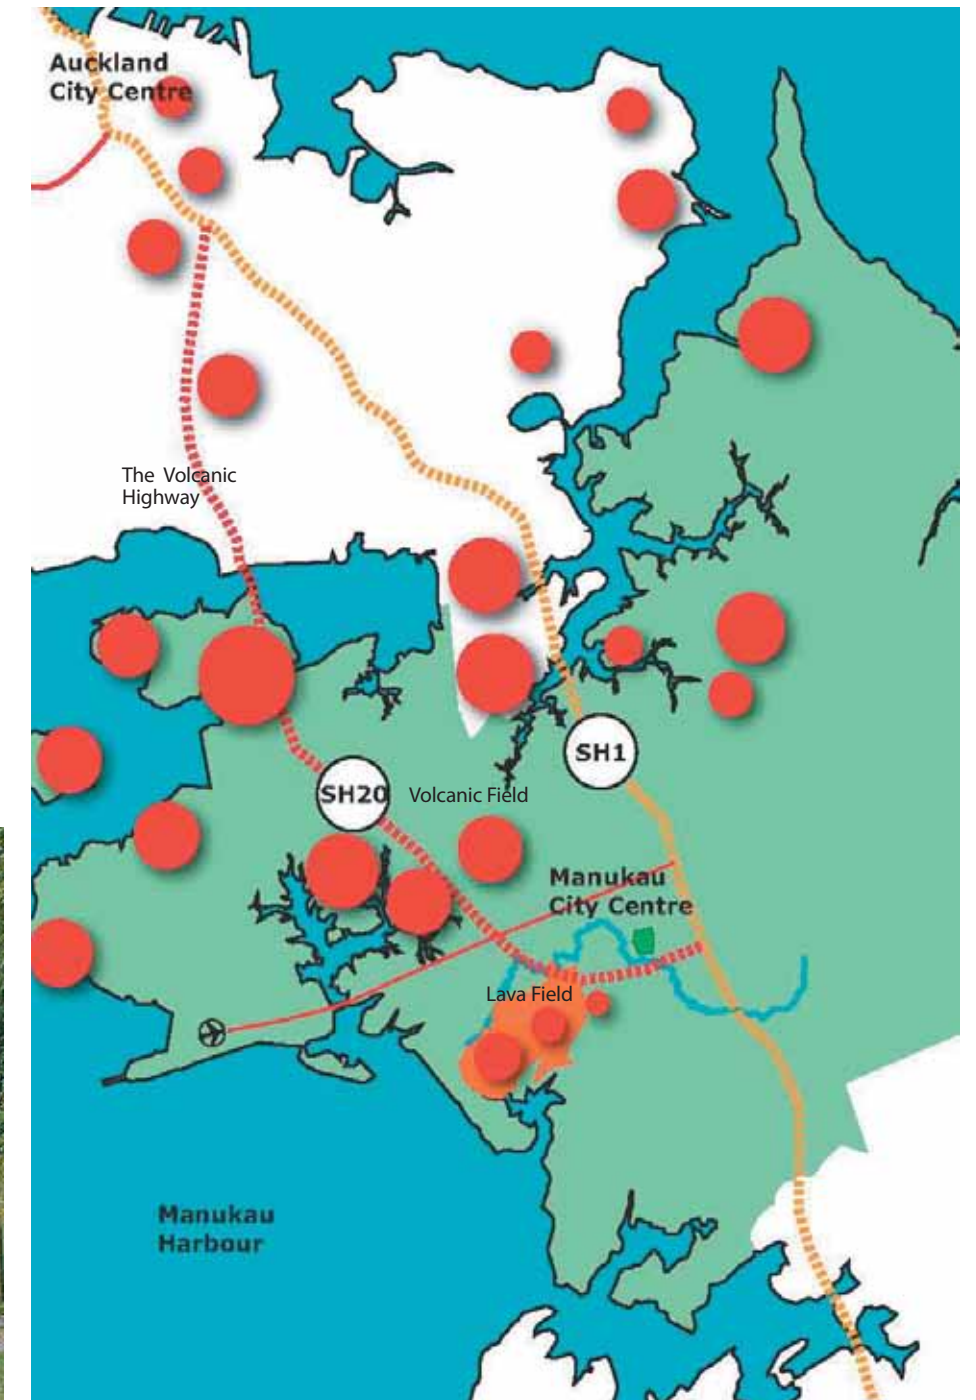 Auckland
City Centre
The Volcanic
Highway
SH1
SH20
Volcanic Field
Manukau
City Centre
Lava Field
Manukau
Harbour